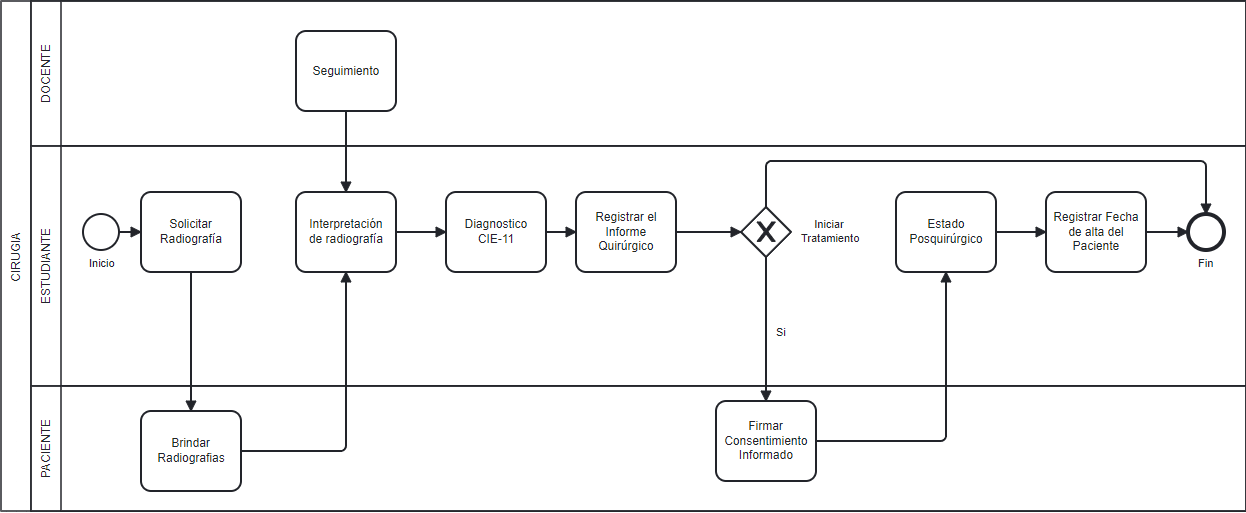 CIRUGIA
DOCENTE
Seguimiento
ESTUDIANTE
Inicio
Solicitar
Radiografía
Interpretación
de radiografía
Diagnostico
CIE-11
Registrar el
Informe
Quirúrgico
Iniciar
Tratamiento
Si
Estado
Posquirúrgico
Registrar Fecha
de alta del
Paciente
Fin
PACIENTE
Brindar
Radiografias
Firmar
Consentimiento
Informado